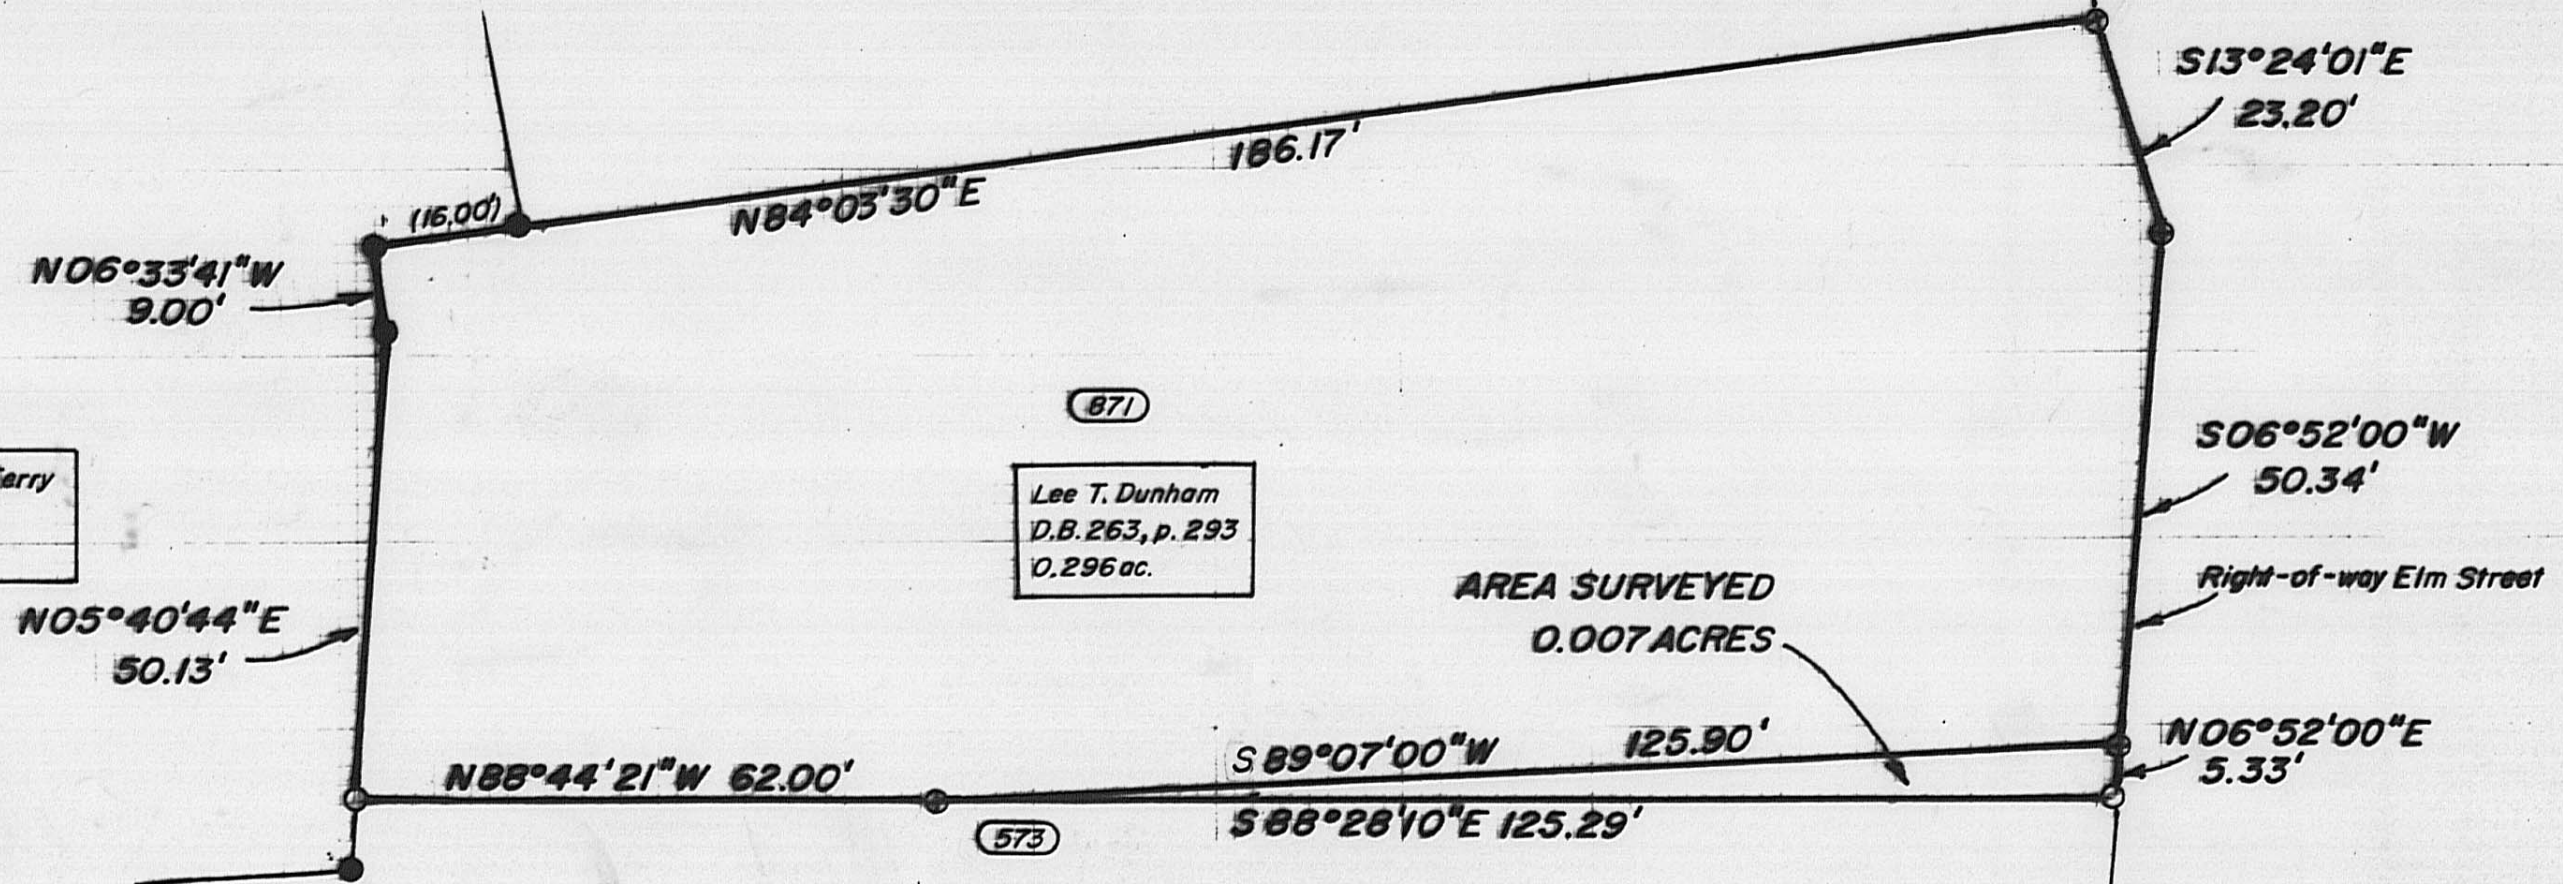 S13°24'01"E
23.20'
186.17'
(16.00')
N84°03'30"E
N06°33'41"W
9.00'
871
S06°52'00"W
50.34'
Lee T. Dunham
D.B. 263, p. 293
0.296 ac.
AREA SURVEYED
0.007 ACRES
Right-of-way Elm Street
N05°40'44"E
50.13'
S 89°07'00"W 125.90'
N06°52'00"E
5.33'
N88°44'21"W 62.00'
S88°28'10"E 125.29'
573